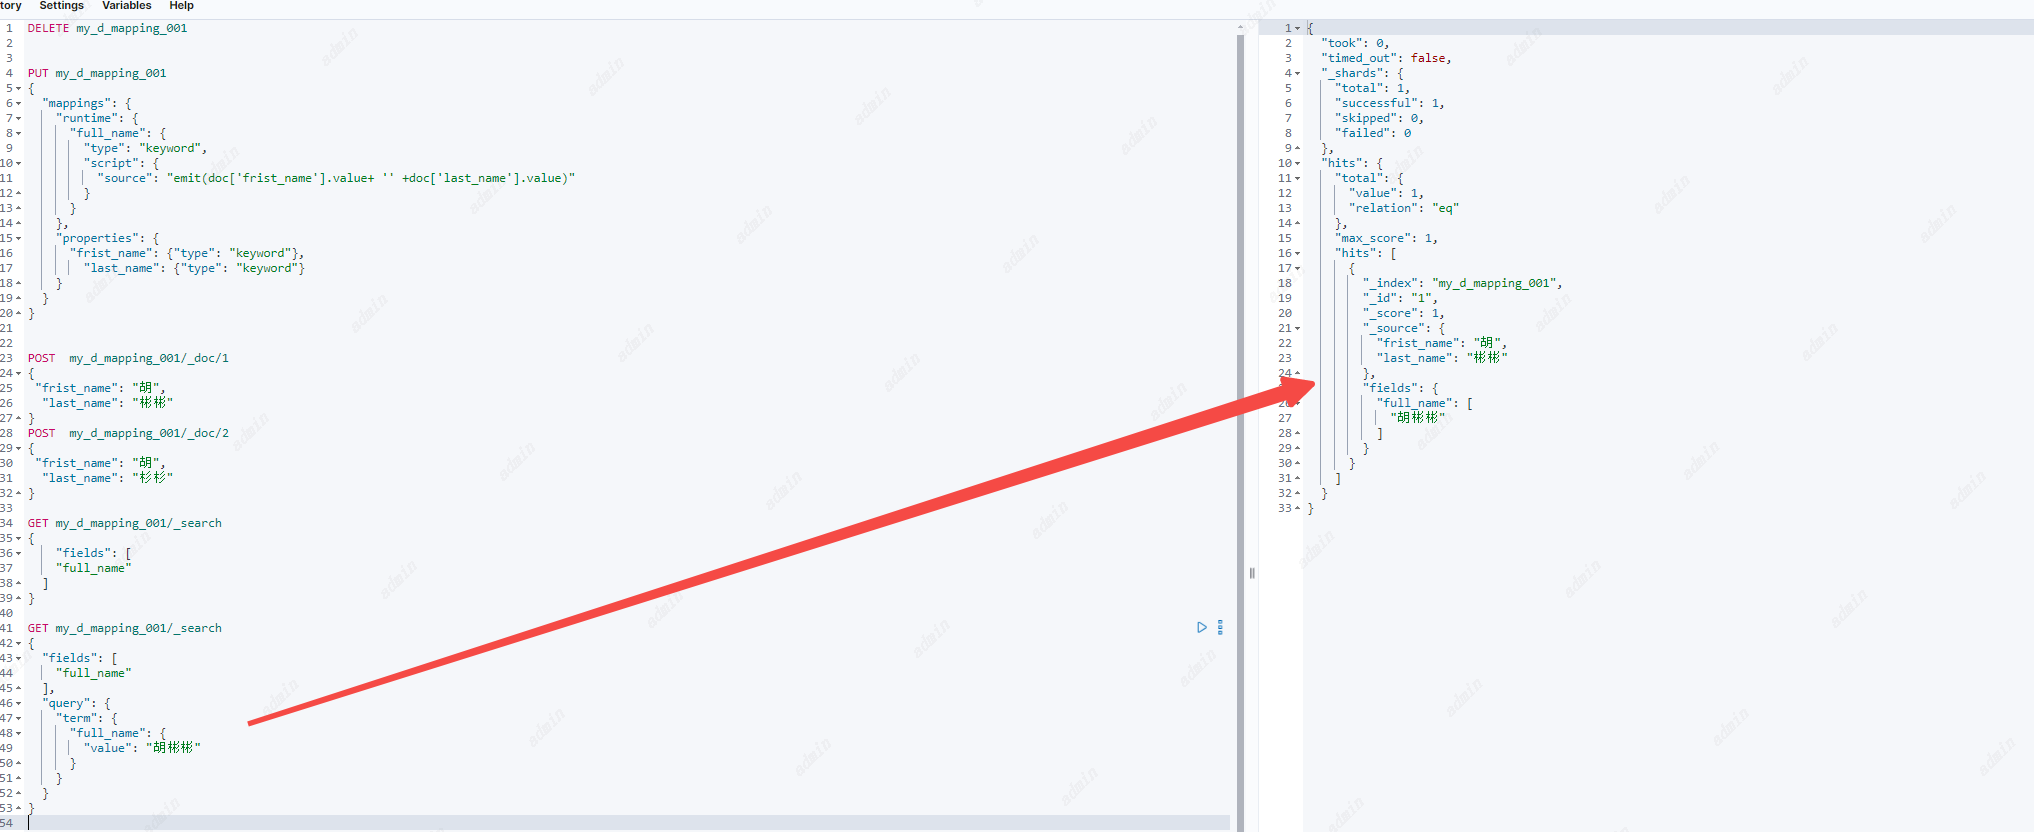 tory Settings Variables Help
1 DELETE my_d_mapping_001
2
3
4 PUT my_d_mapping_001
5 {
6 "mappings": {
7 "runtime": {
8 "full_name": {
9 "type": "keyword",
10 "script": {
11 "source": "emit(doc['frist_name'].value+ '' +doc['last_name'].value)"
12 }
13 }
14 },
15 "properties": {
16 "frist_name": {"type": "keyword"},
17 "last_name": {"type": "keyword"}
18 }
19 }
20 }
21
22
23 POST my_d_mapping_001/_doc/1
24 {
25 "frist_name": "胡",
26 "last_name": "彬彬"
27 }
28 POST my_d_mapping_001/_doc/2
29 {
30 "frist_name": "胡",
31 "last_name": "杉杉"
32 }
33
34 GET my_d_mapping_001/_search
35 {
36 "fields": [
37 "full_name"
38 ]
39 }
40
41 GET my_d_mapping_001/_search
42 {
43 "fields": [
44 "full_name"
45 ],
46 "query": {
47 "term": {
48 "full_name": {
49 "value": "胡彬彬"
50 }
51 }
52 }
53 }
54
1 {
2 "took": 0,
3 "timed_out": false,
4 "_shards": {
5 "total": 1,
6 "successful": 1,
7 "skipped": 0,
8 "failed": 0
9 },
10 "hits": {
11 "total": {
12 "value": 1,
13 "relation": "eq"
14 },
15 "max_score": 1,
16 "hits": [
17 {
18 "_index": "my_d_mapping_001",
19 "_id": "1",
20 "_score": 1,
21 "_source": {
22 "frist_name": "胡",
23 "last_name": "彬彬"
24 },
"fields": {
26 "full_name": [
27 "胡彬彬"
28 ]
29 }
30 }
31 ]
32 }
33 }
admin